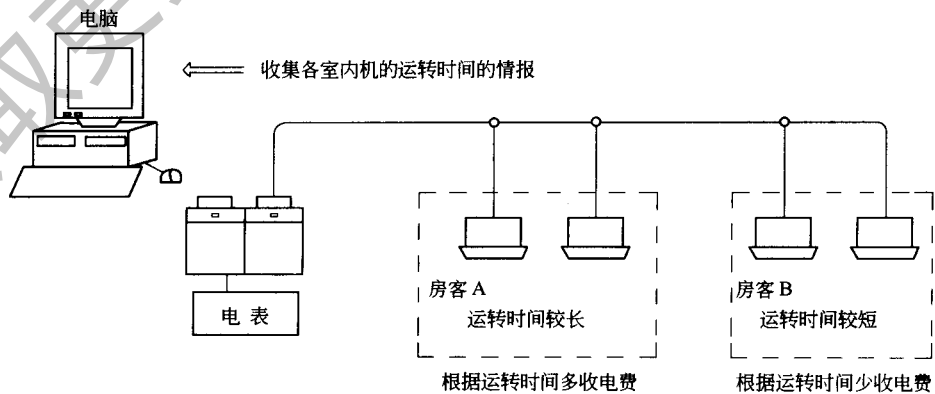 电脑
收集各室内机的运转时间的情报
电 表
房客 A
运转时间较长
房客 B
运转时间较短
根据运转时间多收电费
根据运转时间少收电费